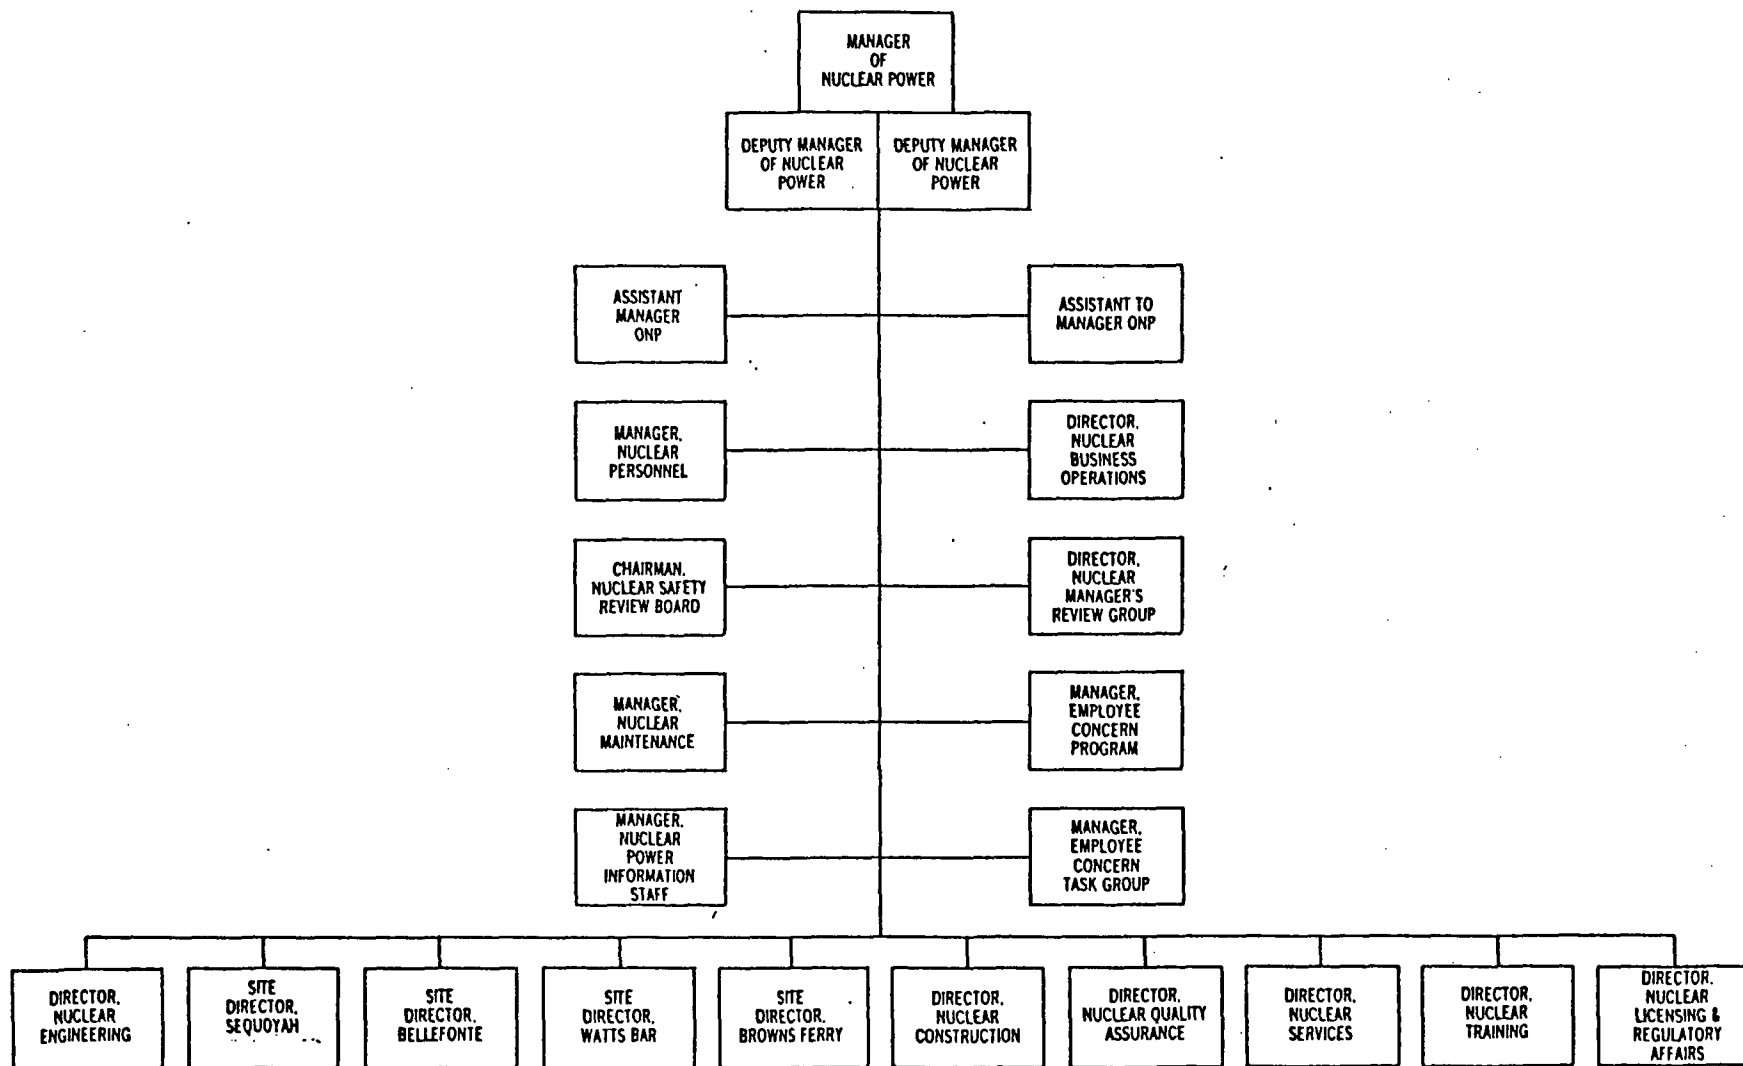 MANAGER
OF
NUCLEAR POWER
DEPUTY MANAGER
OF NUCLEAR
POWER
DEPUTY MANAGER
OF NUCLEAR
POWER
ASSISTANT
MANAGER
ONP
ASSISTANT TO
MANAGER ONP
MANAGER,
NUCLEAR
PERSONNEL
DIRECTOR,
NUCLEAR
BUSINESS
OPERATIONS
CHAIRMAN,
NUCLEAR SAFETY
REVIEW BOARD
DIRECTOR,
NUCLEAR
MANAGER'S
REVIEW GROUP
MANAGER,
NUCLEAR
MAINTENANCE
MANAGER,
EMPLOYEE
CONCERN
PROGRAM
MANAGER,
NUCLEAR
POWER
INFORMATION
STAFF
MANAGER,
EMPLOYEE
CONCERN
TASK GROUP
DIRECTOR,
NUCLEAR
ENGINEERING
SITE
DIRECTOR,
SEQUOYAH
SITE
DIRECTOR,
BELLEFONTE
SITE
DIRECTOR,
WATTS BAR
SITE
DIRECTOR,
BROWNS FERRY
DIRECTOR,
NUCLEAR
CONSTRUCTION
DIRECTOR,
NUCLEAR QUALITY
ASSURANCE
DIRECTOR,
NUCLEAR
SERVICES
DIRECTOR,
NUCLEAR
TRAINING
DIRECTOR,
NUCLEAR
LICENSING &
REGULATORY
AFFAIRS